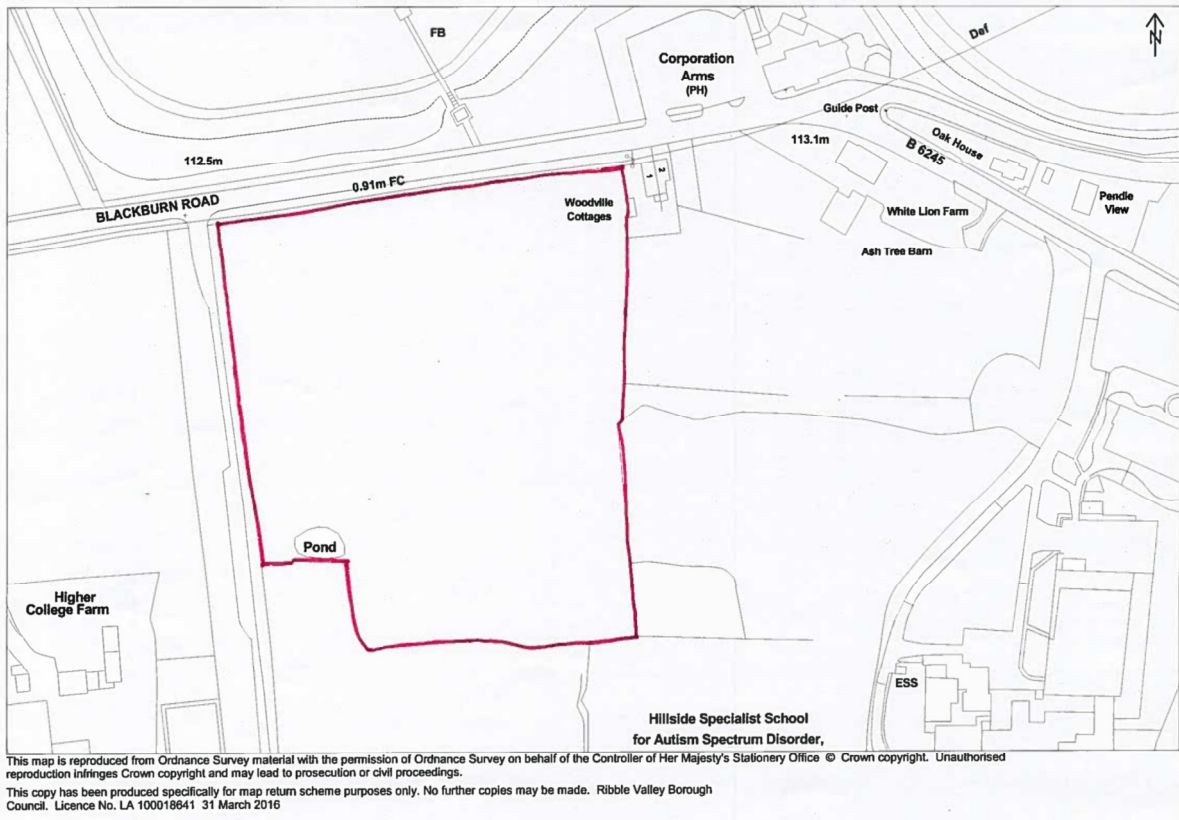 N
FB
Def
Corporation
Arms
(PH)
Guide Post
113.1m
Oak House
B 6245
112.5m
0.91m FC
BLACKBURN ROAD
1
2
Woodville
Cottages
Pendle
View
White Lion Farm
Ash Tree Barn
Pond
Higher
College Farm
ESS
Hillside Specialist School
for Autism Spectrum Disorder,
This map is reproduced from Ordnance Survey material with the permission of Ordnance Survey on behalf of the Controller of Her Majesty's Stationery Office © Crown copyright. Unauthorised
reproduction infringes Crown copyright and may lead to prosecution or civil proceedings.
This copy has been produced specifically for map return scheme purposes only. No further copies may be made. Ribble Valley Borough
Council. Licence No. LA 100018641 31 March 2016